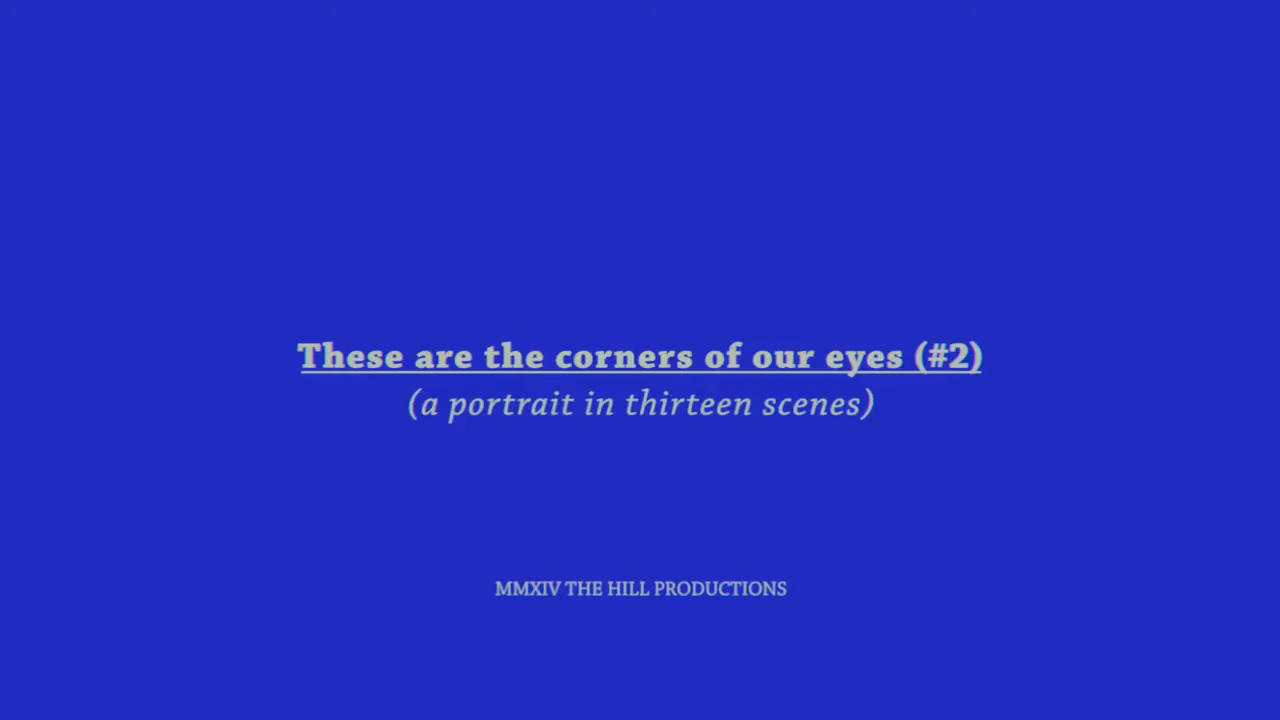 These are the corners of our eyes (#2)
(a portrait in thirteen scenes)
MMXIV THE HILL PRODUCTIONS